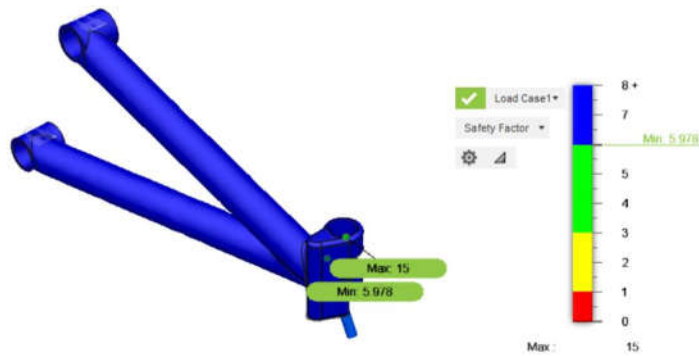 8 +
Load Case1
7
Safety Factor
Min: 5.978
5
4
3
Max: 15
2
Min: 5.978
1
0
Max :
15